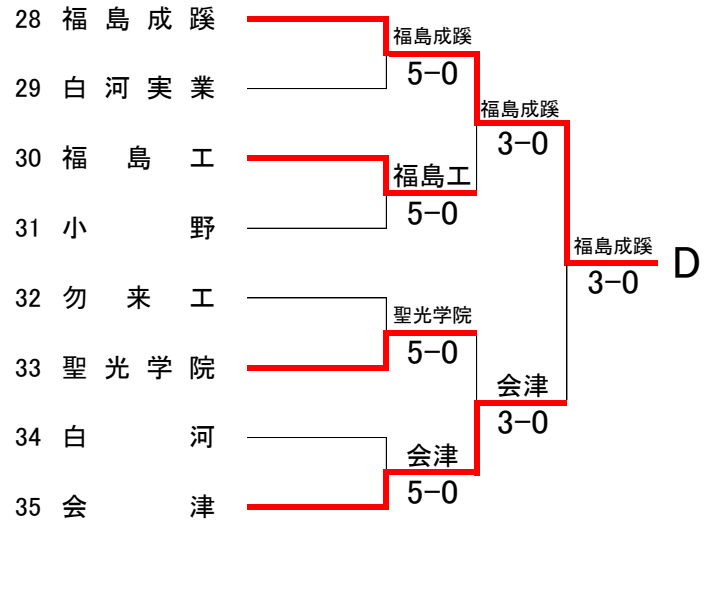 28 福島成蹊
福島成蹊
5-0
29 白河実業
福島成蹊
3-0
30 福島工
福島工
5-0
31 小野
福島成蹊
3-0
D
32 勿来工
聖光学院
5-0
33 聖光学院
会津
3-0
34 白河
会津
5-0
35 会津